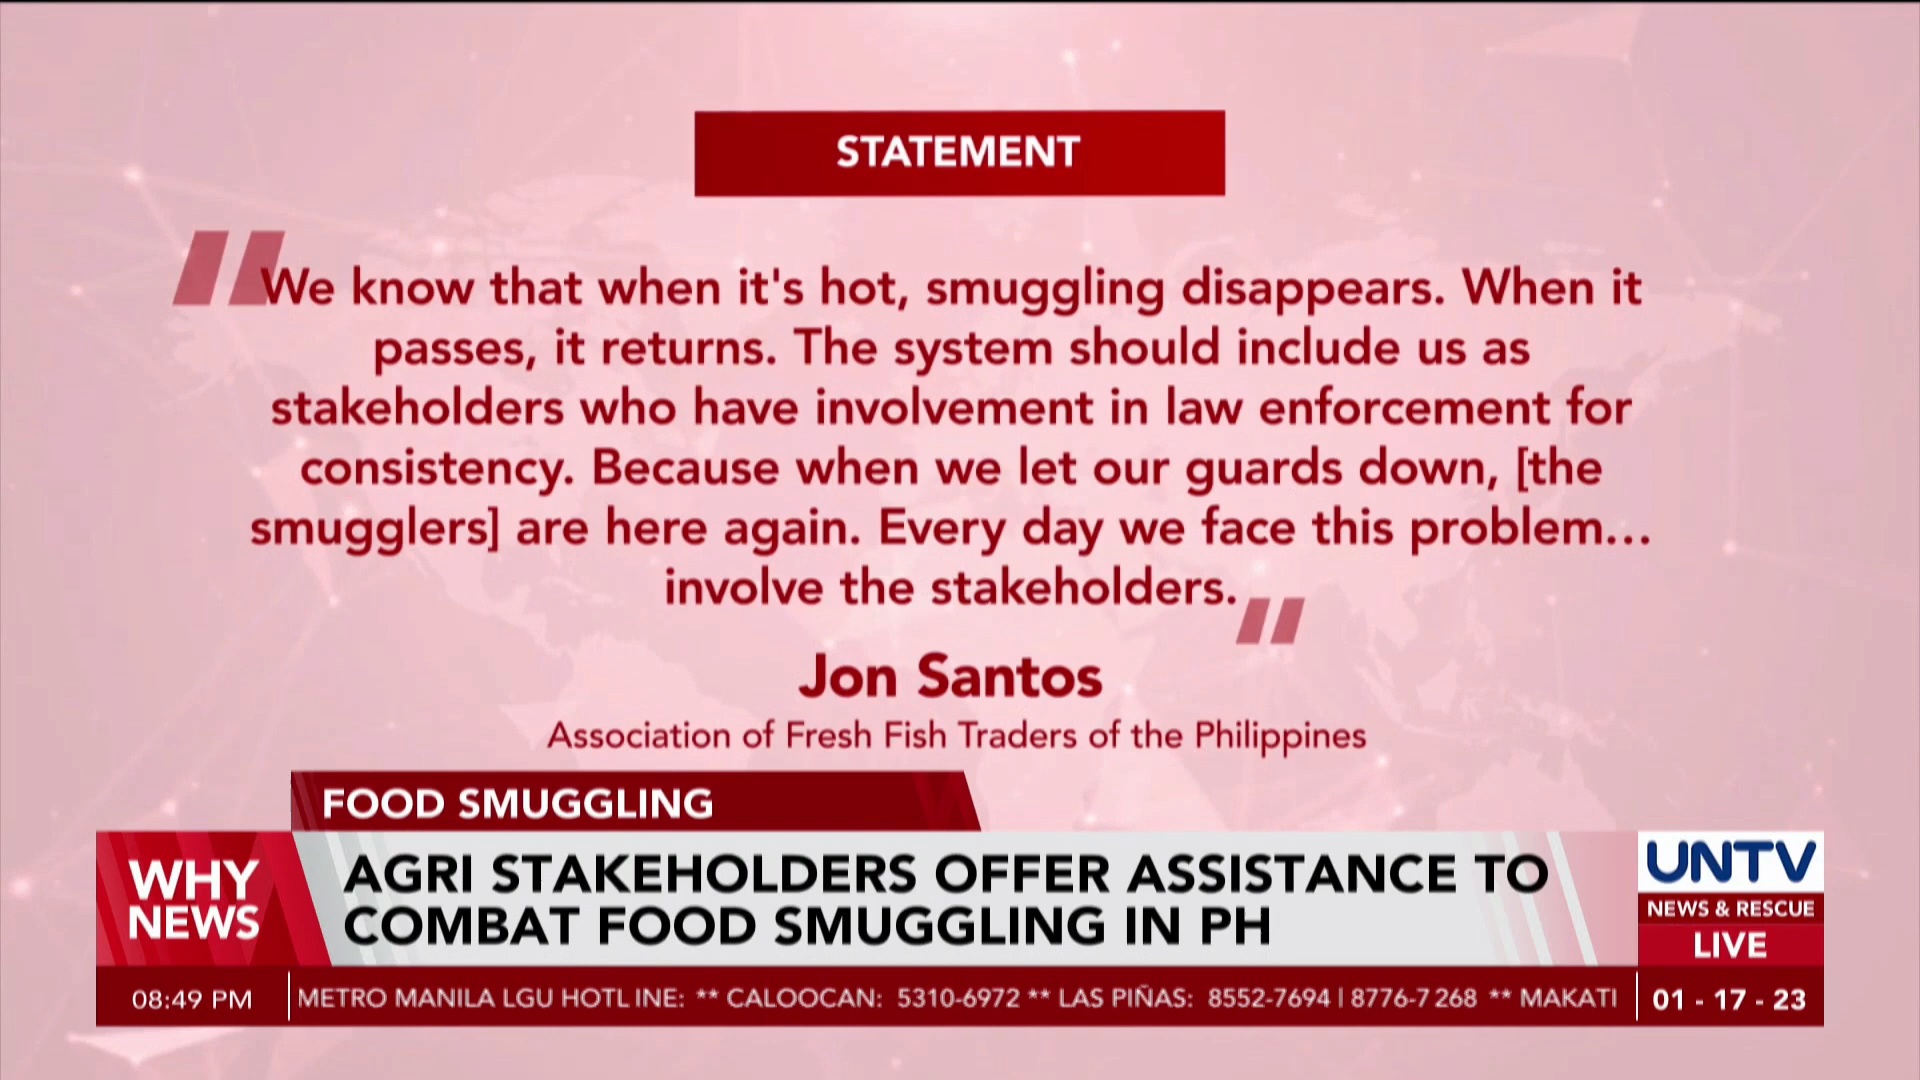 STATEMENT
"We know that when it's hot, smuggling disappears. When it
passes, it returns. The system should include us as
stakeholders who have involvement in law enforcement for
consistency. Because when we let our guards down, [the
smugglers] are here again. Every day we face this problem...
involve the stakeholders."
Jon Santos
Association of Fresh Fish Traders of the Philippines
FOOD SMUGGLING
WHY
NEWS
AGRI STAKEHOLDERS OFFER ASSISTANCE TO
COMBAT FOOD SMUGGLING IN PH
UNTV
NEWS & RESCUE
LIVE
08:49 PM
METRO MANILA LGU HOTLINE: ** CALOOCAN: 5310-6972 ** LAS PIÑAS: 8552-7694 | 8776-7268 ** MAKATI
01 - 17 - 23